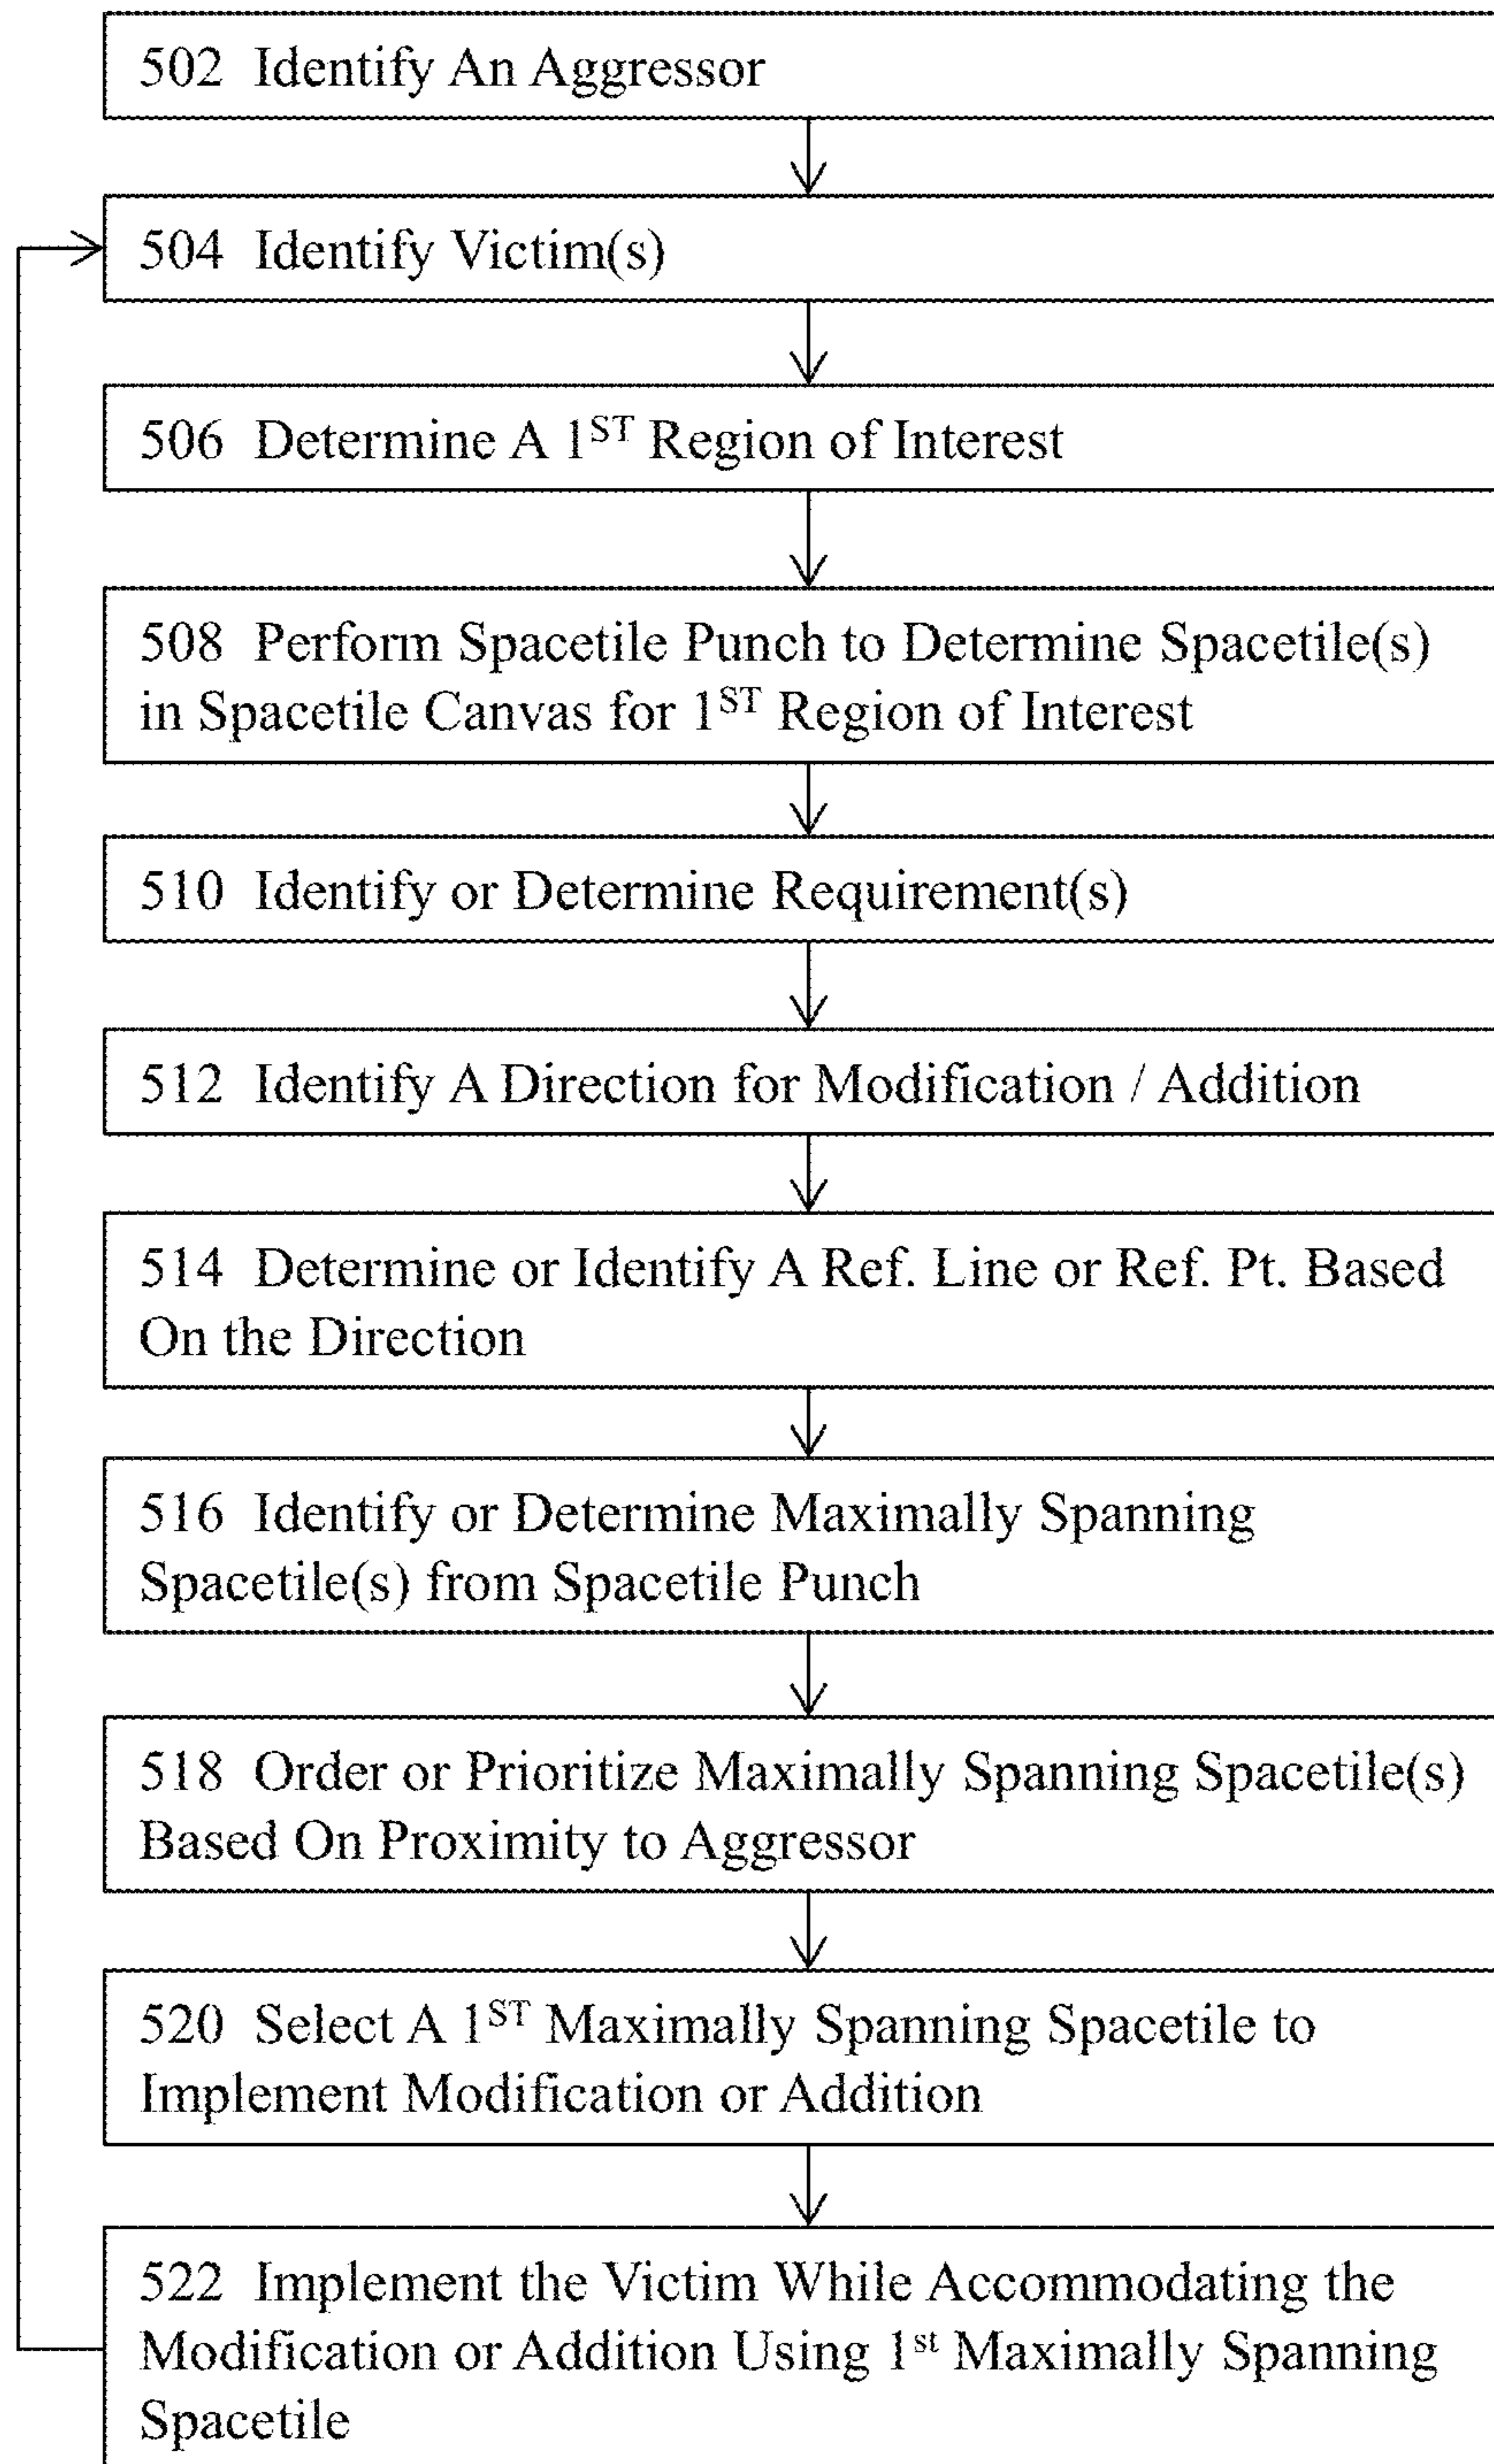 502 Identify An Aggressor
504 Identify Victim(s)
506 Determine A 1ST Region of Interest
508 Perform Spacetile Punch to Determine Spacetile(s)
in Spacetile Canvas for 1ST Region of Interest
510 Identify or Determine Requirement(s)
512 Identify A Direction for Modification / Addition
514 Determine or Identify A Ref. Line or Ref. Pt. Based
On the Direction
516 Identify or Determine Maximally Spanning
Spacetile(s) from Spacetile Punch
518 Order or Prioritize Maximally Spanning Spacetile(s)
Based On Proximity to Aggressor
520 Select A 1ST Maximally Spanning Spacetile to
Implement Modification or Addition
522 Implement the Victim While Accommodating the
Modification or Addition Using 1st Maximally Spanning
Spacetile